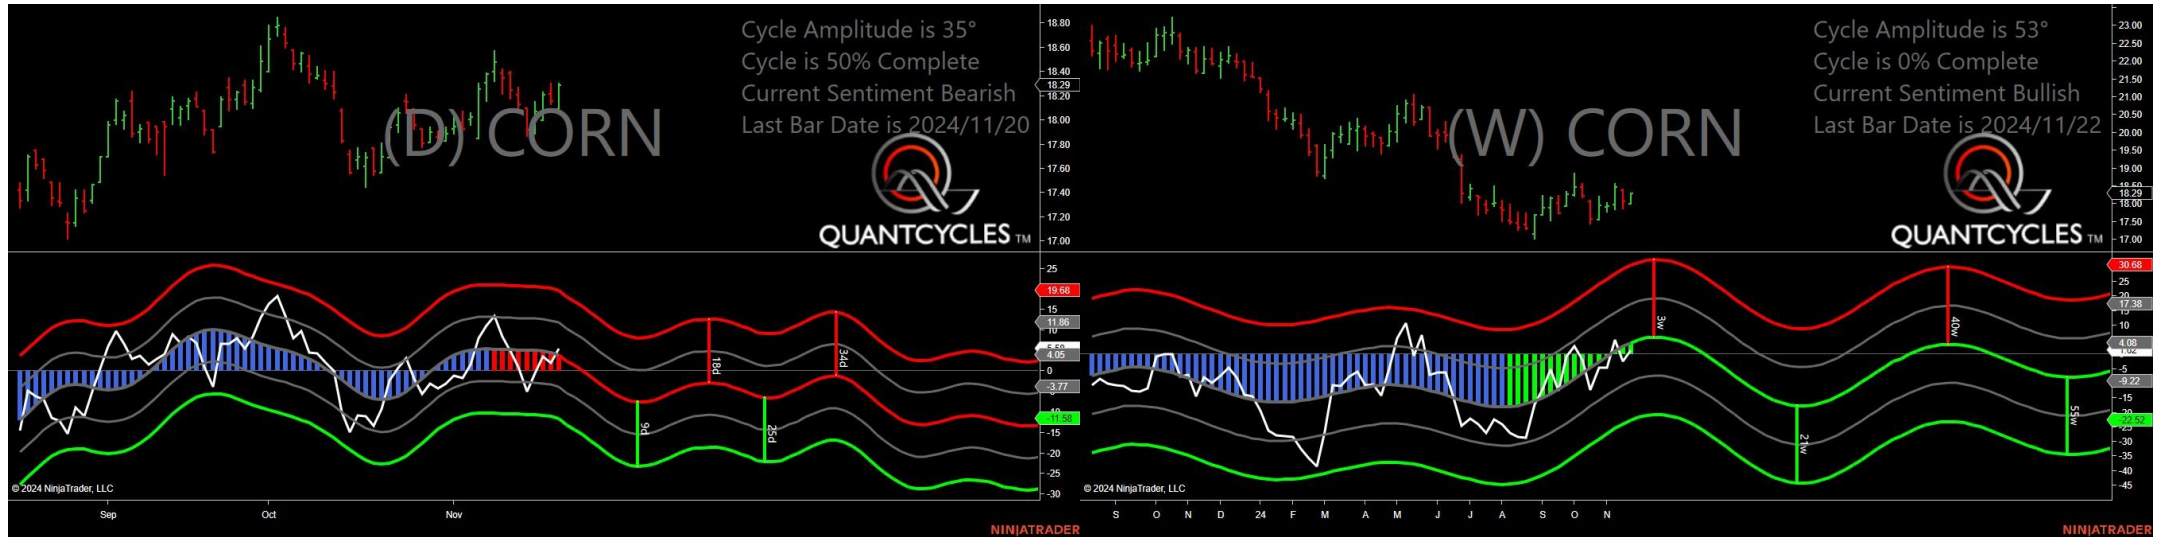 Cycle Amplitude is 35°
Cycle is 50% Complete
Current Sentiment Bearish
Last Bar Date is 2024/11/20
(D) CORN
QUANTCYCLES TM
18.80
18.60
18.40
18.29
18.20
18.00
17.80
17.60
17.40
17.20
17.00
25
19.68
15
11.86
10
4.05
0
-3.77
-11.58
-15
-20
-25
-30
18d
34d
9d
25d
© 2024 NinjaTrader, LLC
Sep
Oct
Nov
NINJATRADER
Cycle Amplitude is 53°
Cycle is 0% Complete
Current Sentiment Bullish
Last Bar Date is 2024/11/22
(W) CORN
QUANTCYCLES TM
23.00
22.50
22.00
21.50
21.00
20.50
20.00
19.50
19.00
18.29
18.00
17.50
17.00
30.68
25
17.38
15
10
4.08
-5
-9.22
-15
-22.52
-25
-30
-35
-40
-45
3w
40w
21w
55w
© 2024 NinjaTrader, LLC
S
O
N
D
24
F
M
A
M
J
J
A
S
O
N
NINJATRADER